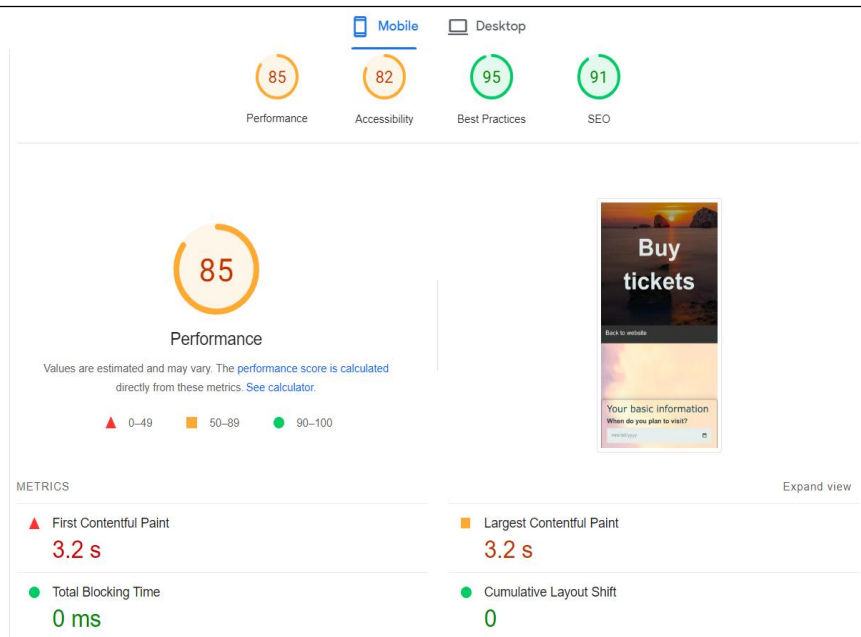 Mobile Desktop
85 82 95 91
Performance Accessibility Best Practices SEO
85
Performance
Values are estimated and may vary. The performance score is calculated
directly from these metrics. See calculator.
0–49 50–89 90–100
Buy
tickets
Back to website
Your basic information
When do you plan to visit?
METRICS Expand view
First Contentful Paint
3.2 s
Largest Contentful Paint
3.2 s
Total Blocking Time
0 ms
Cumulative Layout Shift
0